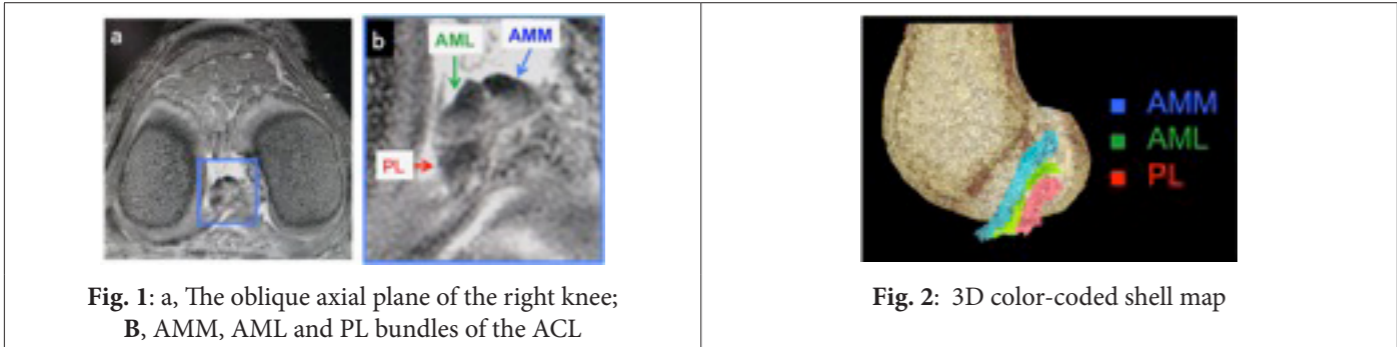 a
b
AML
AMM
PL
AMM
AML
PL
Fig. 1: a, The oblique axial plane of the right knee;
B, AMM, AML and PL bundles of the ACL
Fig. 2: 3D color-coded shell map